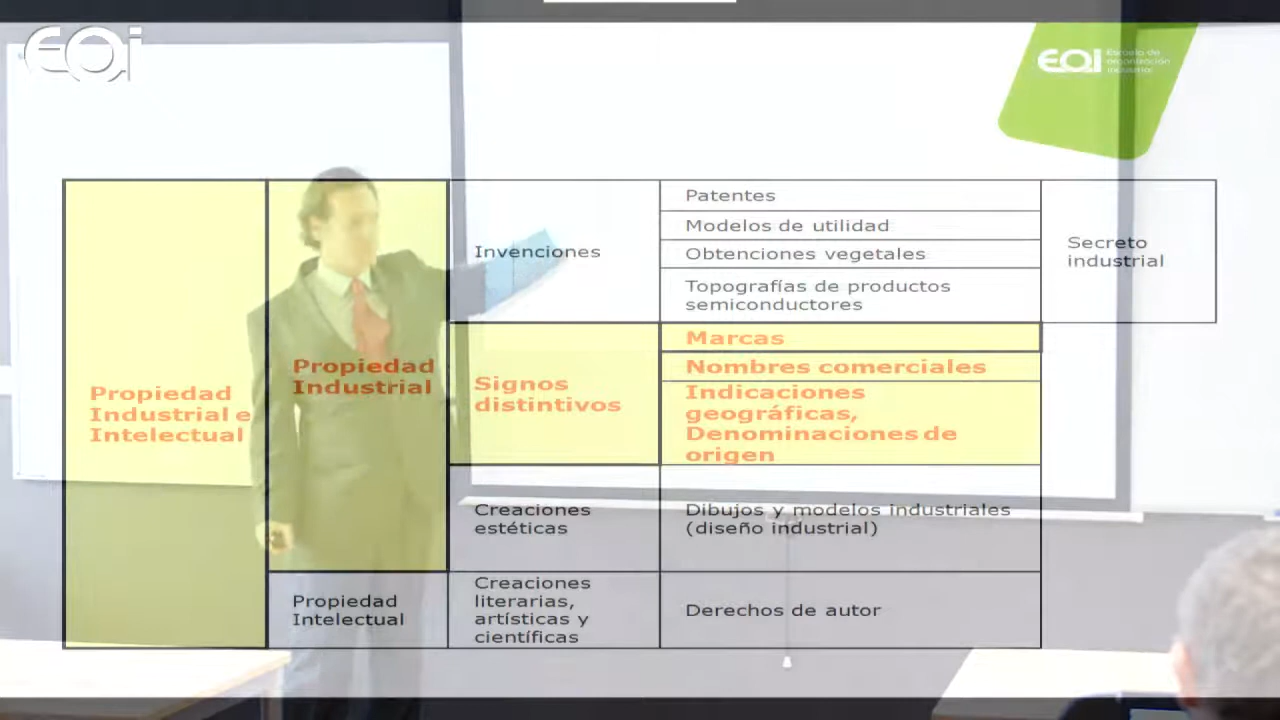 EOi
EOI
Escuela de
organización
industrial
Patentes
Modelos de utilidad
Invenciones
Obtenciones vegetales
Topografías de productos
semiconductores
Secreto
industrial
Marcas
Nombres comerciales
Signos
distintivos
Indicaciones
geográficas,
Denominaciones de
origen
Propiedad
Industrial e
Intelectual
Propiedad
Industrial
Creaciones
estéticas
Dibujos y modelos industriales
(diseño industrial)
Propiedad
Intelectual
Creaciones
literarias,
artísticas y
científicas
Derechos de autor